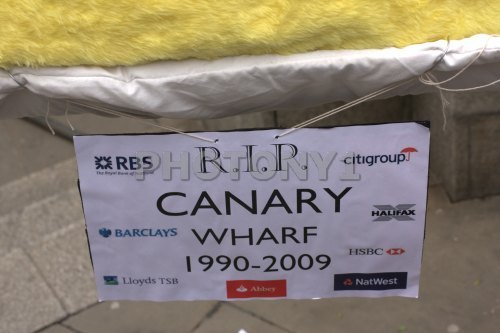 R.I.P.
RBS
The Royal Bank of Scotland
citigroup
PHOTONY1
CANARY
HALIFAX
BARCLAYS
WHARF
HSBC
1990-2009
Lloyds TSB
Abbey
NatWest